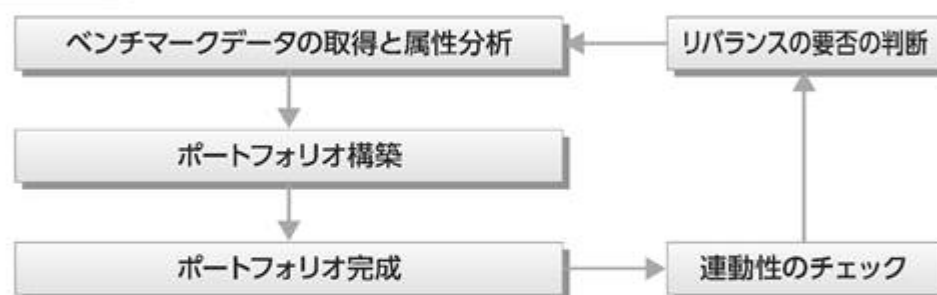 ベンチマークデータの取得と属性分析
リバランスの要否の判断
ポートフォリオ構築
ポートフォリオ完成
連動性のチェック